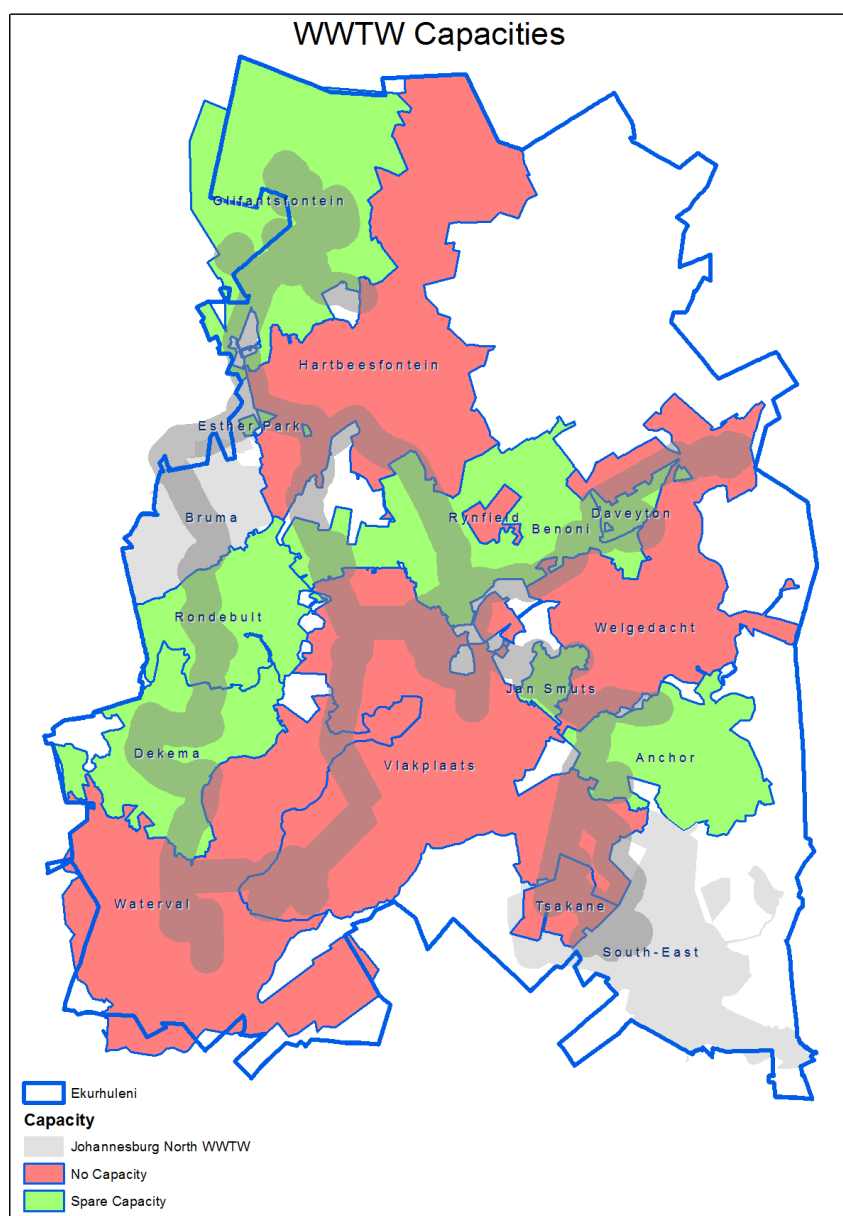 WWTW Capacities
Olifantsfontein
Hartbeesfontein
Esther Park
Bruma
Rynfield
Benoni
Daveyton
Rondebult
Welgedacht
Jan Smuts
Dekema
Vlakplaats
Anchor
Waterval
Tsakane
South-East
Ekurhuleni
Capacity
Johannesburg North WWTW
No Capacity
Spare Capacity